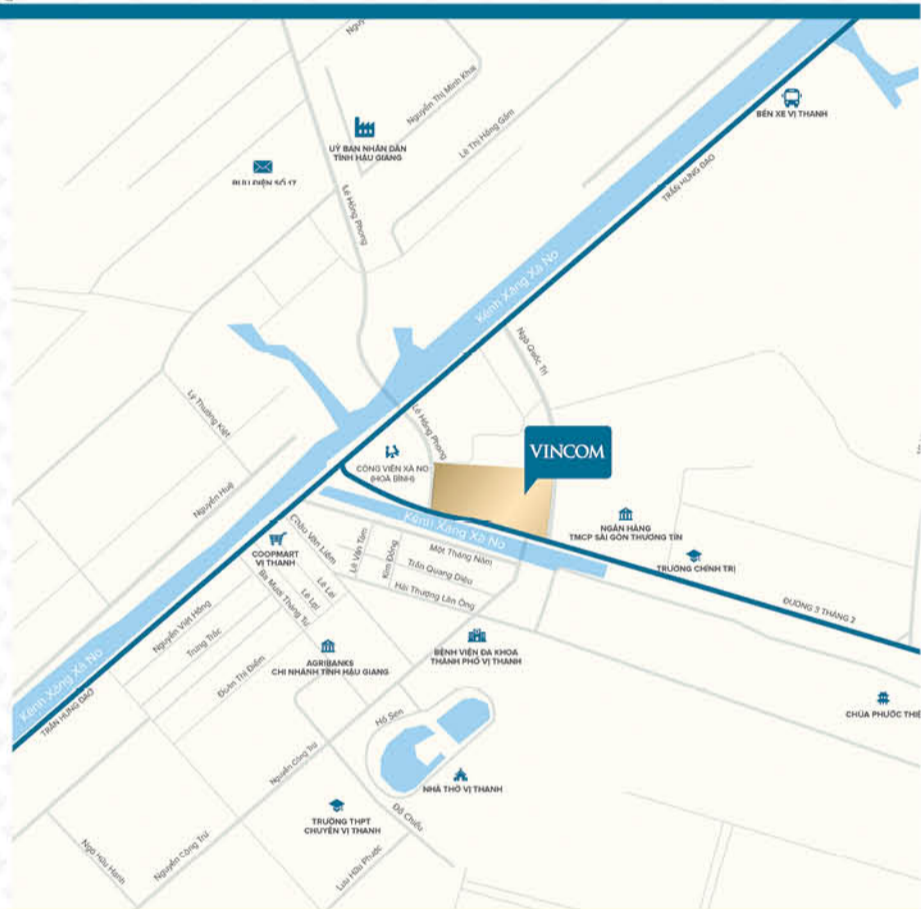 Nguy
Nguyễn Thị Minh Khai
BẾN XE VỊ THANH
UỶ BAN NHÂN DÂN
TỈNH HẬU GIANG
Lê Thị Hồng Gấm
TRẦN HƯNG ĐẠO
Lê Hồng Phong
Kênh Xáng Xà No
Ngô Quốc Trị
Lý Thường Kiệt
Lê Hồng Phong
VINCOM
CÔNG VIÊN XÀ NO
(HOÀ BÌNH)
Nguyễn Huệ
Kênh Xáng Xà No
NGÂN HÀNG
TMCP SÀI GÒN THƯƠNG TÍN
COOPMART
VỊ THANH
Châu Văn Liêm
Lê Văn Tám
Kim Đồng
Một Tháng Năm
Trần Quang Diệu
Hải Thượng Lãn Ông
TRƯỜNG CHÍNH TRỊ
Lê Lai
Lê Lợi
Ba Mươi Tháng Tư
ĐƯỜNG 3 THÁNG 2
Nguyễn Việt Hồng
Trưng Trắc
Đoàn Thị Điểm
AGRIBANKS
CHI NHÁNH TỈNH HẬU GIANG
BỆNH VIỆN ĐA KHOA
THÀNH PHỐ VỊ THANH
Kênh Xáng Xà No
TRẦN HƯNG ĐẠO
Hồ Sen
CHÙA PHƯỚC THIỆ
Nguyễn Công Trứ
NHÀ THỜ VỊ THANH
TRƯỜNG THPT
CHUYÊN VỊ THANH
Đồ Chiểu
Ngô Hữu Hạnh
Nguyễn Công Trứ
Lưu Hữu Phước